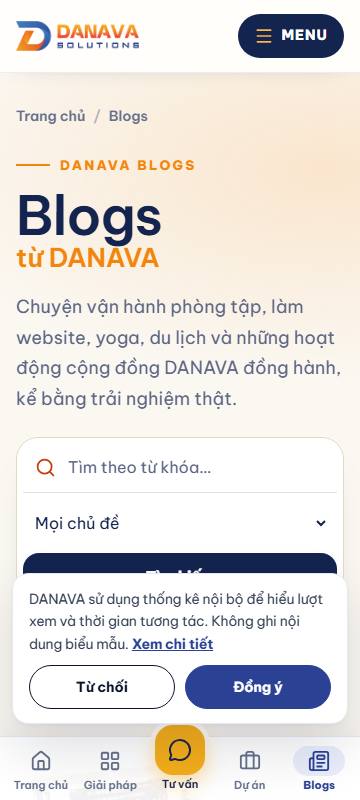 DANAVA
SOLUTIONS
MENU
Trang chủ / Blogs
DANAVA BLOGS
Blogs
từ DANAVA
Chuyện vận hành phòng tập, làm
website, yoga, du lịch và những hoạt
động cộng đồng DANAVA đồng hành,
kể bằng trải nghiệm thật.
Tìm theo từ khóa...
Mọi chủ đề
DANAVA sử dụng thống kê nội bộ để hiểu lượt
xem và thời gian tương tác. Không ghi nội
dung biểu mẫu. Xem chi tiết
Từ chối
Đồng ý
Trang chủ
Giải pháp
Tư vấn
Dự án
Blogs